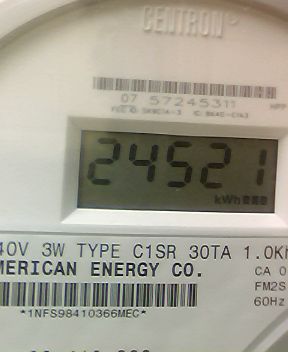 CENTRON®
07 57245311
24521
kWh
40V 3W TYPE C1SR 30TA 1.0K
MERICAN ENERGY CO.
CA 0
FM2S
60Hz
*1NFS98410366MEC*